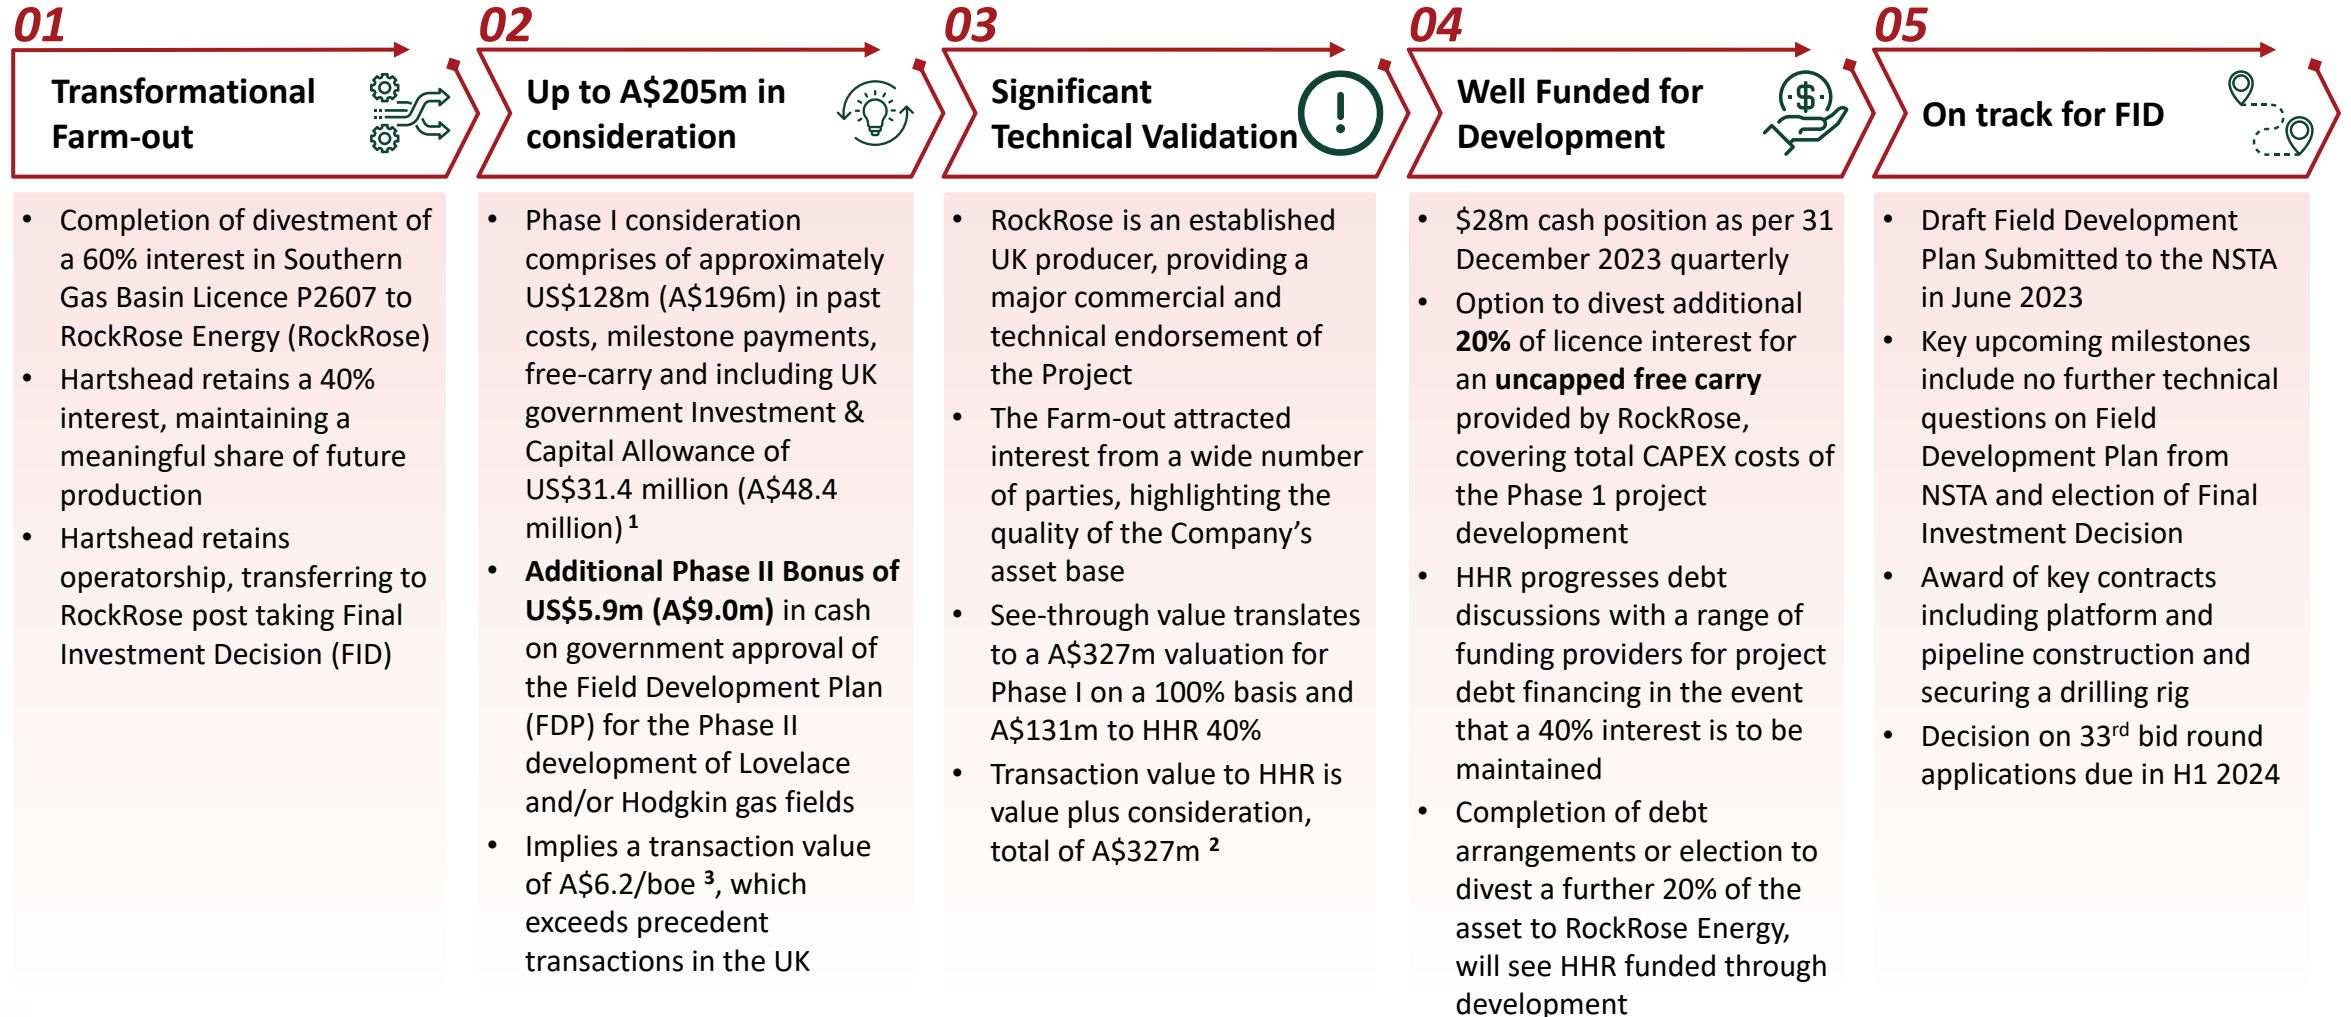 01
Transformational
Farm-out
• Completion of divestment of
a 60% interest in Southern
Gas Basin Licence P2607 to
RockRose Energy (RockRose)
• Hartshead retains a 40%
interest, maintaining a
meaningful share of future
production
• Hartshead retains
operatorship, transferring to
RockRose post taking Final
Investment Decision (FID)
02
Up to A$205m in
consideration
• Phase I consideration
comprises of approximately
US$128m (A$196m) in past
costs, milestone payments,
free-carry and including UK
government Investment &
Capital Allowance of
US$31.4 million (A$48.4
million) 1
• Additional Phase II Bonus of
US$5.9m (A$9.0m) in cash
on government approval of
the Field Development Plan
(FDP) for the Phase II
development of Lovelace
and/or Hodgkin gas fields
• Implies a transaction value
of A$6.2/boe 3, which
exceeds precedent
transactions in the UK
03
Significant
Technical Validation
• RockRose is an established
UK producer, providing a
major commercial and
technical endorsement of
the Project
• The Farm-out attracted
interest from a wide number
of parties, highlighting the
quality of the Company's
asset base
• See-through value translates
to a A$327m valuation for
Phase I on a 100% basis and
A$131m to HHR 40%
• Transaction value to HHR is
value plus consideration,
total of A$327m 2
04
Well Funded for
Development
• $28m cash position as per 31
December 2023 quarterly
• Option to divest additional
20% of licence interest for
an uncapped free carry
provided by RockRose,
covering total CAPEX costs of
the Phase 1 project
development
• HHR progresses debt
discussions with a range of
funding providers for project
debt financing in the event
that a 40% interest is to be
maintained
• Completion of debt
arrangements or election to
divest a further 20% of the
asset to RockRose Energy,
will see HHR funded through
development
05
On track for FID
• Draft Field Development
Plan Submitted to the NSTA
in June 2023
• Key upcoming milestones
include no further technical
questions on Field
Development Plan from
NSTA and election of Final
Investment Decision
• Award of key contracts
including platform and
pipeline construction and
securing a drilling rig
• Decision on 33rd bid round
applications due in H1 2024